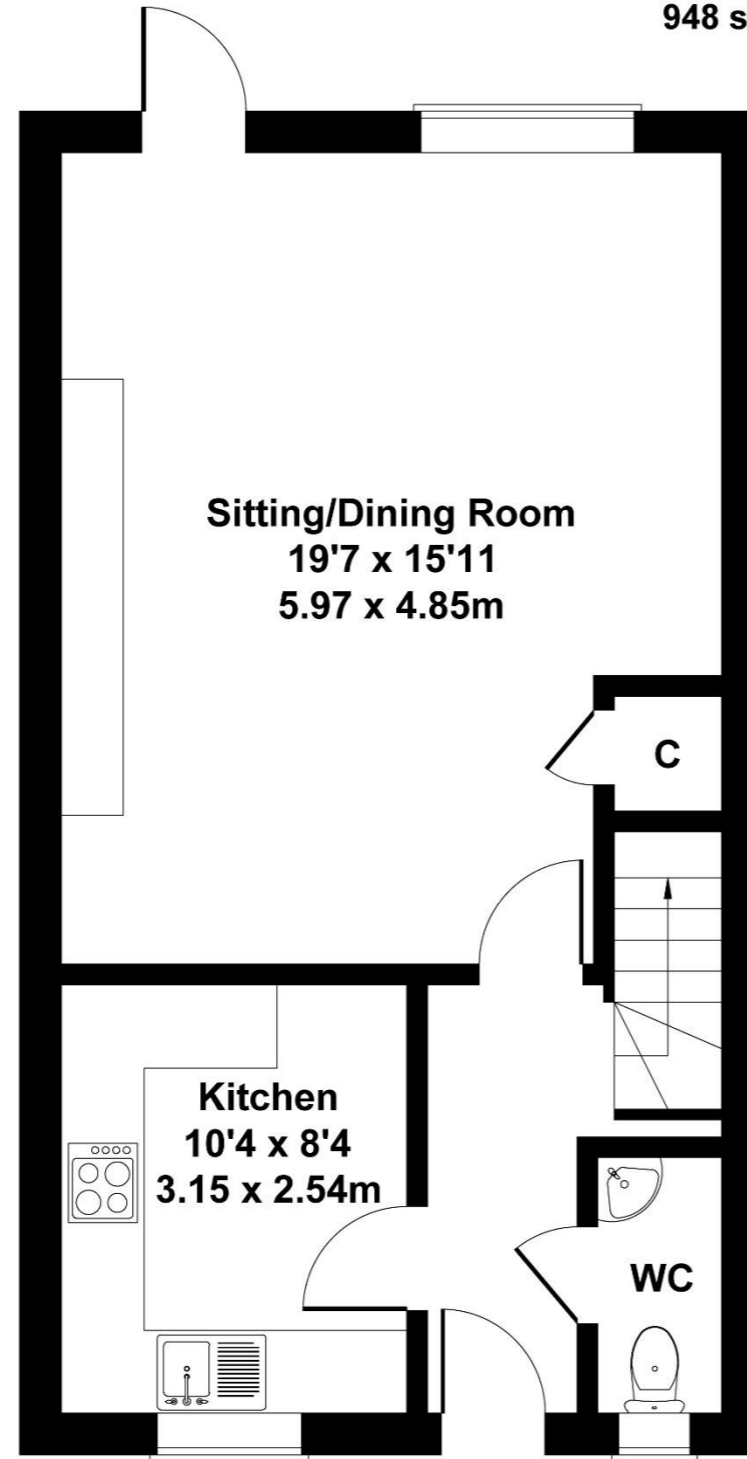 948 s
Sitting/Dining Room
19'7 x 15'11
5.97 x 4.85m
C
Kitchen
10'4 x 8'4
3.15 x 2.54m
WC